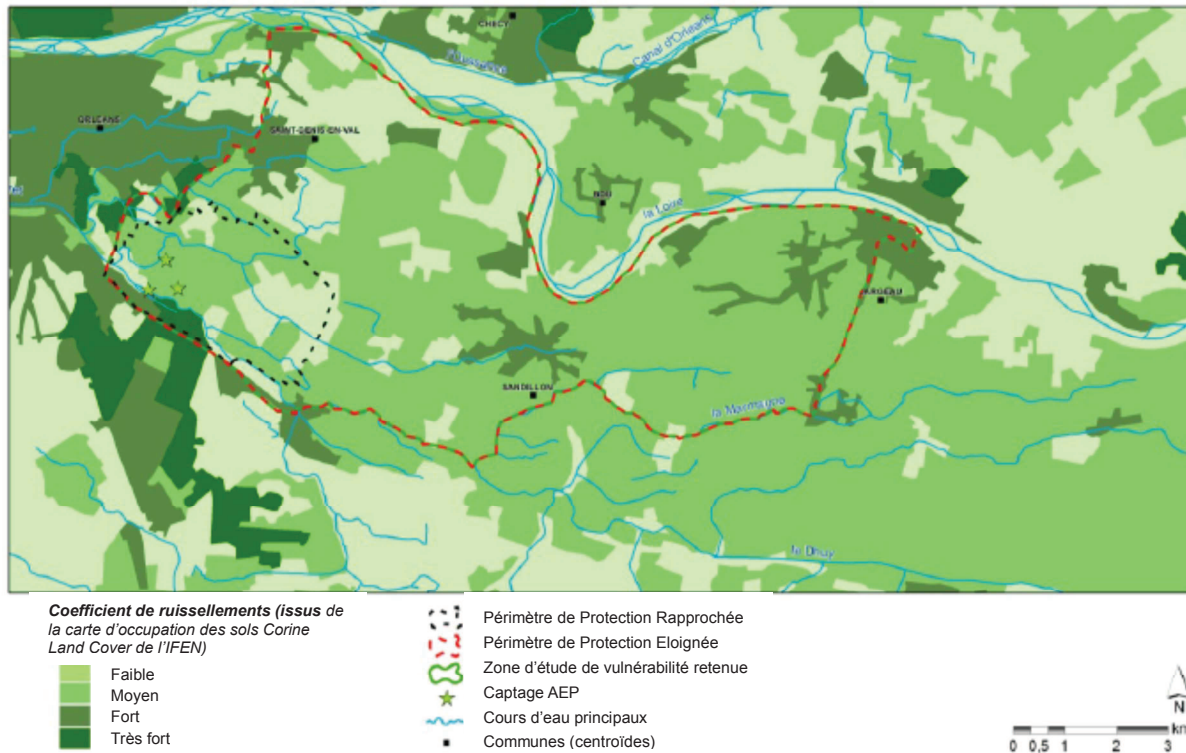 CHECY
l'Ousson
Canal d'Orléans
ORLEANS
SAINT-DENIS-EN-VAL
la Loire
SANDILLON
la Marmagne
le Dhuy
Coefficient de ruissellements (issus de
la carte d'occupation des sols Corine
Land Cover de l'IFEN)
Faible
Moyen
Fort
Très fort
Périmètre de Protection Rapprochée
Périmètre de Protection Eloignée
Zone d'étude de vulnérabilité retenue
Captage AEP
Cours d'eau principaux
Communes (centroïdes)
N
km
0 0,5 1 2 3